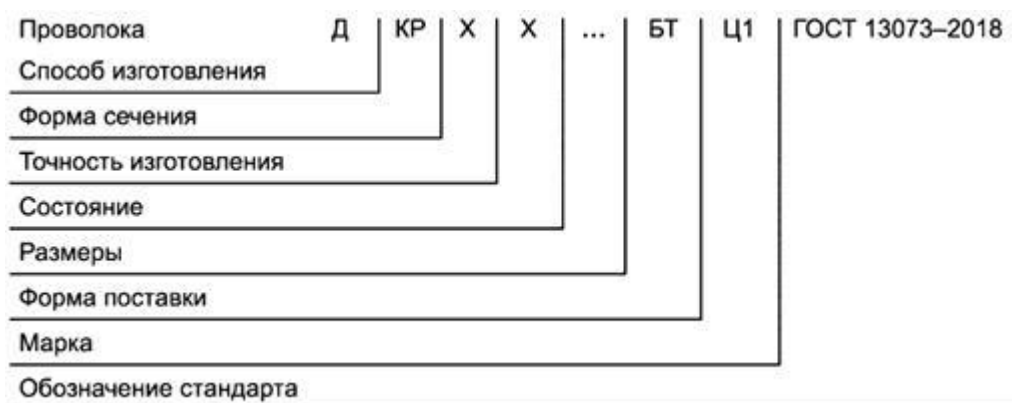 Проволока Д КР Х Х ... БТ Ц1 ГОСТ 13073–2018
Способ изготовления
Форма сечения
Точность изготовления
Состояние
Размеры
Форма поставки
Марка
Обозначение стандарта